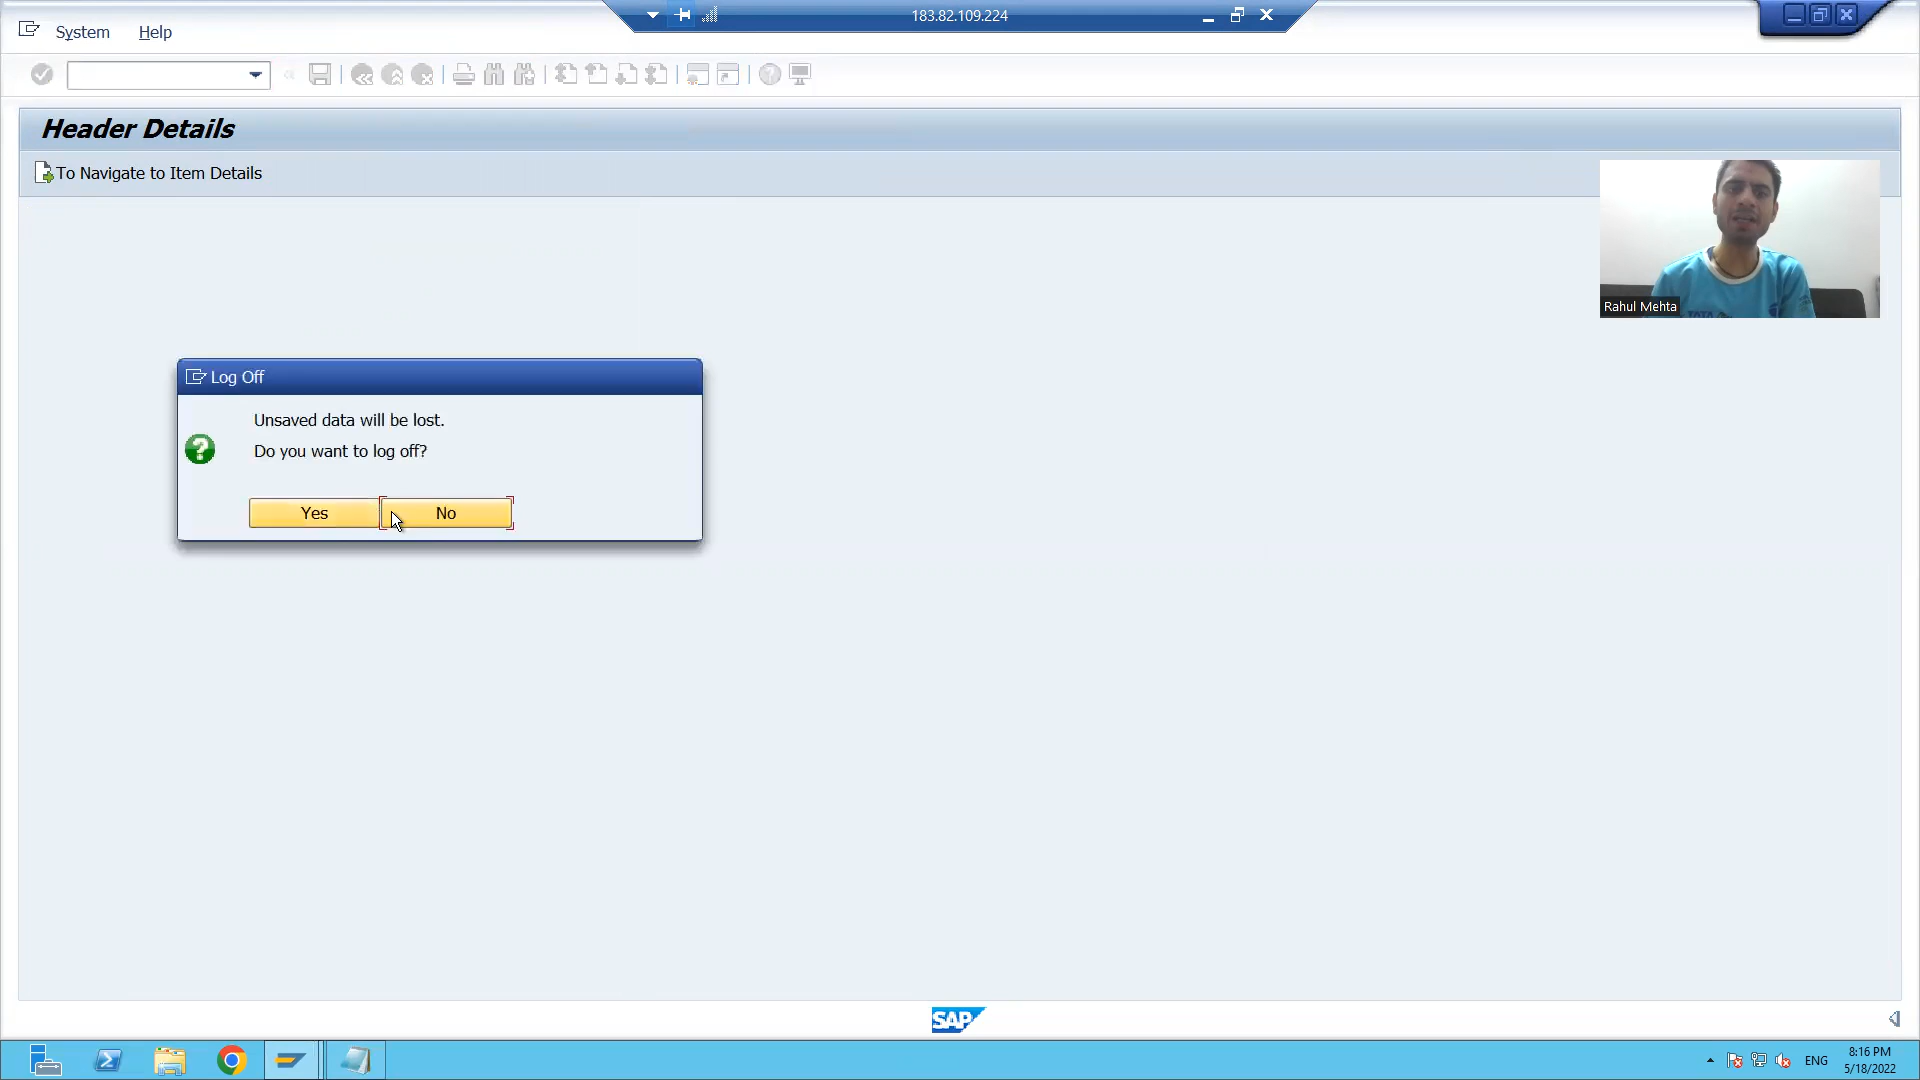 183.82.109.224
System Help
Header Details
To Navigate to Item Details
Rahul Mehta
Log Off
Unsaved data will be lost.
Do you want to log off?
Yes No
SAP
ENG
8:16 PM
5/18/2022